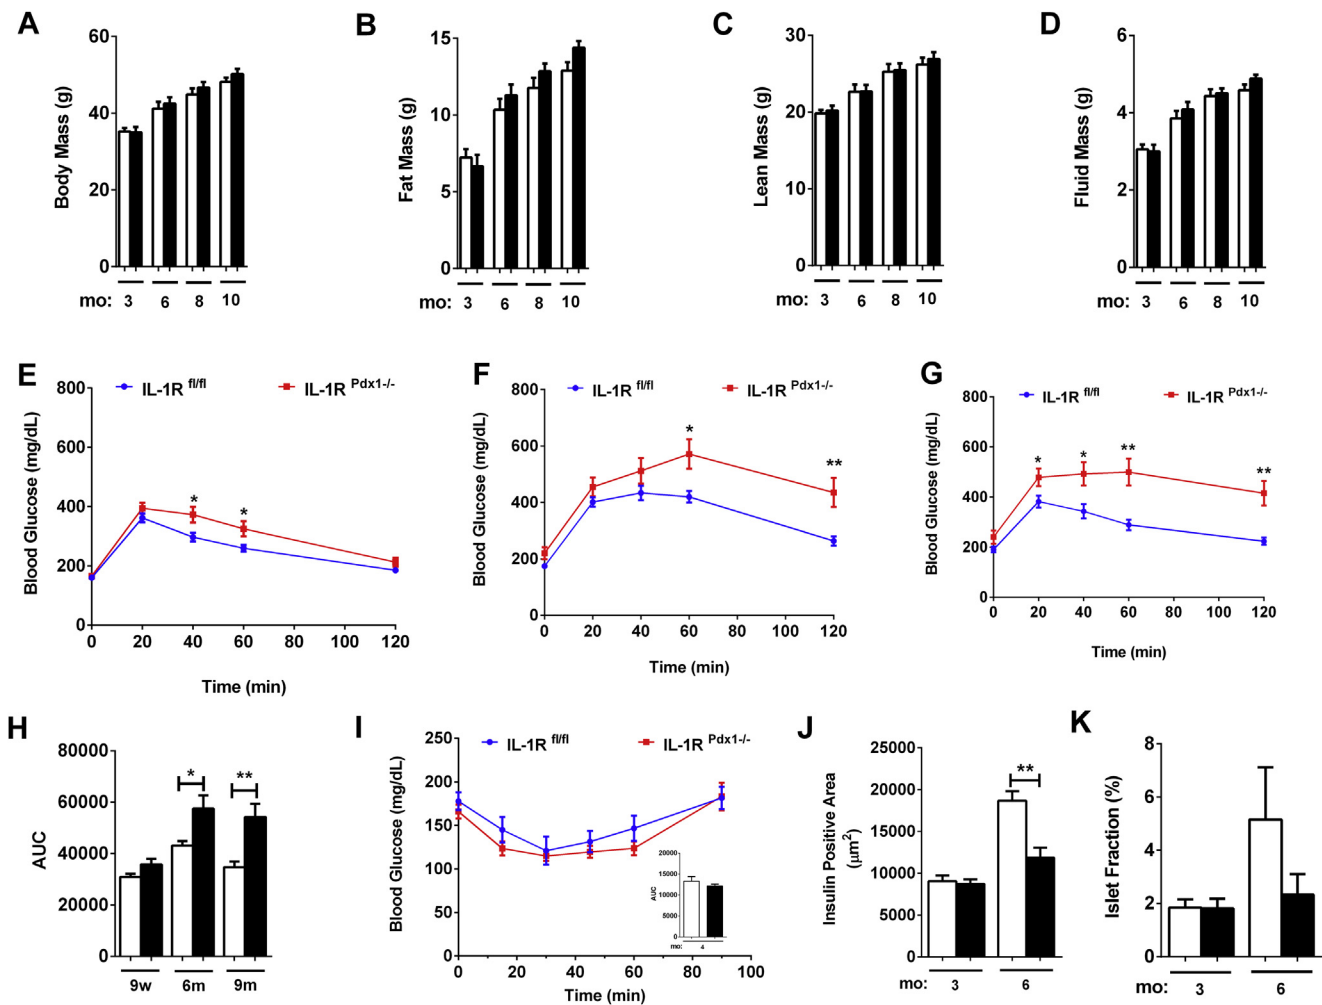 A
Body Mass (g)
60
40
20
0
mo: 3 6 8 10
B
Fat Mass (g)
15
10
5
0
mo: 6 8 10
3
C
Lean Mass (g)
30
20
10
0
mo: 3 6 8 10
D
Fluid Mass (g)
6
4
2
0
mo: 3 6 8 10
E
IL-1R fl/fl
IL-1R Pdx1-/-
Blood Glucose (mg/dL)
800
600
400
200
0
* *
0 20 40 60 80 100 120
Time (min)
F
IL-1R fl/fl
IL-1R Pdx1-/-
Blood Glucose (mg/dL)
800
600
400
200
0
* **
0 20 40 60 80 100 120
Time (min)
G
IL-1R fl/fl
IL-1R Pdx1-/-
Blood Glucose (mg/dL)
800
600
400
200
0
* * ** **
0 20 40 60 80 100 120
Time (min)
H
AUC
80000
60000
40000
20000
0
* **
9w 6m 9m
I
IL-1R fl/fl
IL-1R Pdx1-/-
Blood Glucose (mg/dL)
250
200
150
100
50
0
0 20 40 60 80 100
Time (min)
AUC
20000
15000
10000
5000
0
mo: 4
J
Insulin Positive Area
(μm2)
25000
20000
15000
10000
5000
0
**
mo: 3 6
K
Islet Fraction (%)
8
6
4
2
0
mo: 3 6